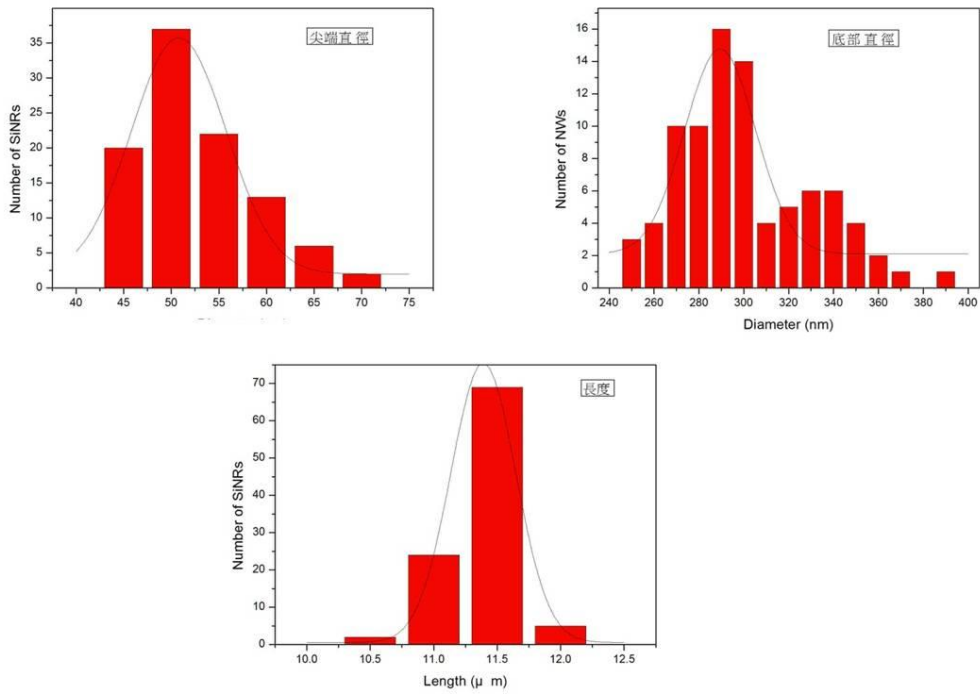 尖端直徑
Number of SiNRs
35
30
25
20
15
10
5
0
40 45 50 55 60 65 70 75
底部直徑
Number of NWs
16
14
12
10
8
6
4
2
0
240 260 280 300 320 340 360 380 400
Diameter (nm)
長度
Number of SiNRs
70
60
50
40
30
20
10
0
10.0 10.5 11.0 11.5 12.0 12.5
Length (μ m)